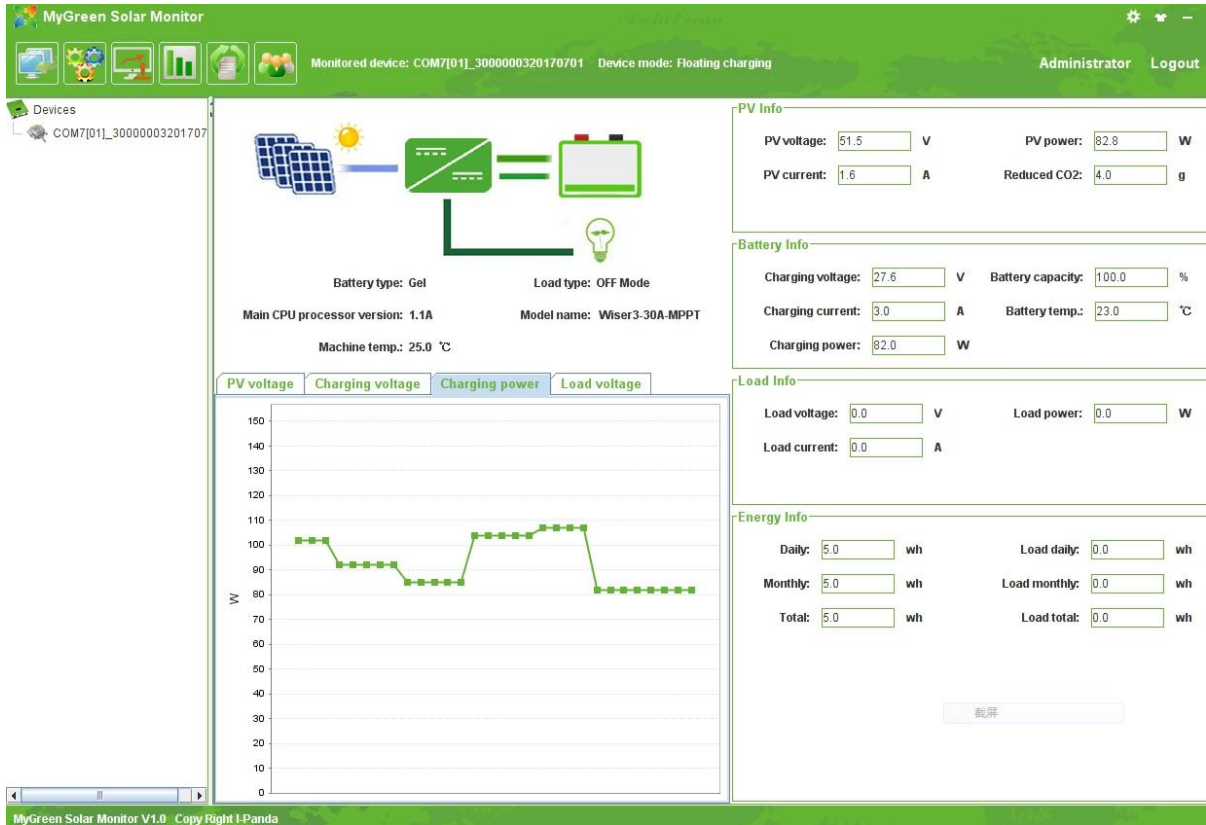 MyGreen Solar Monitor
Monitored device: COM7[01]_3000000320170701 Device mode: Floating charging
Administrator Logout
Devices
COM7[01]_30000003201707
Battery type: Gel Load type: OFF Mode
Main CPU processor version: 1.1A Model name: Wiser3-30A-MPPT
Machine temp.: 25.0 ℃
PV voltage Charging voltage Charging power Load voltage
150
140
130
120
110
100
90
80
70
60
50
40
30
20
10
0
W
PV Info
PV voltage: 51.5 V PV power: 82.8 W
PV current: 1.6 A Reduced CO2: 4.0 g
Battery Info
Charging voltage: 27.6 V Battery capacity: 100.0 %
Charging current: 3.0 A Battery temp.: 23.0 ℃
Charging power: 82.0 W
Load Info
Load voltage: 0.0 V Load power: 0.0 W
Load current: 0.0 A
Energy Info
Daily: 5.0 wh Load daily: 0.0 wh
Monthly: 5.0 wh Load monthly: 0.0 wh
Total: 5.0 wh Load total: 0.0 wh
截屏
MyGreen Solar Monitor V1.0 Copy Right I-Panda